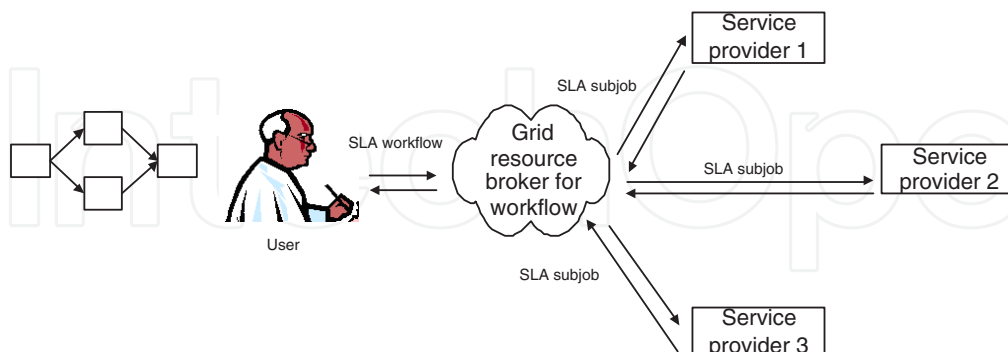 Service
provider 1
SLA subjob
SLA workflow
Grid
resource
broker for
workflow
SLA subjob
Service
provider 2
User
SLA subjob
Service
provider 3
IntechOpe